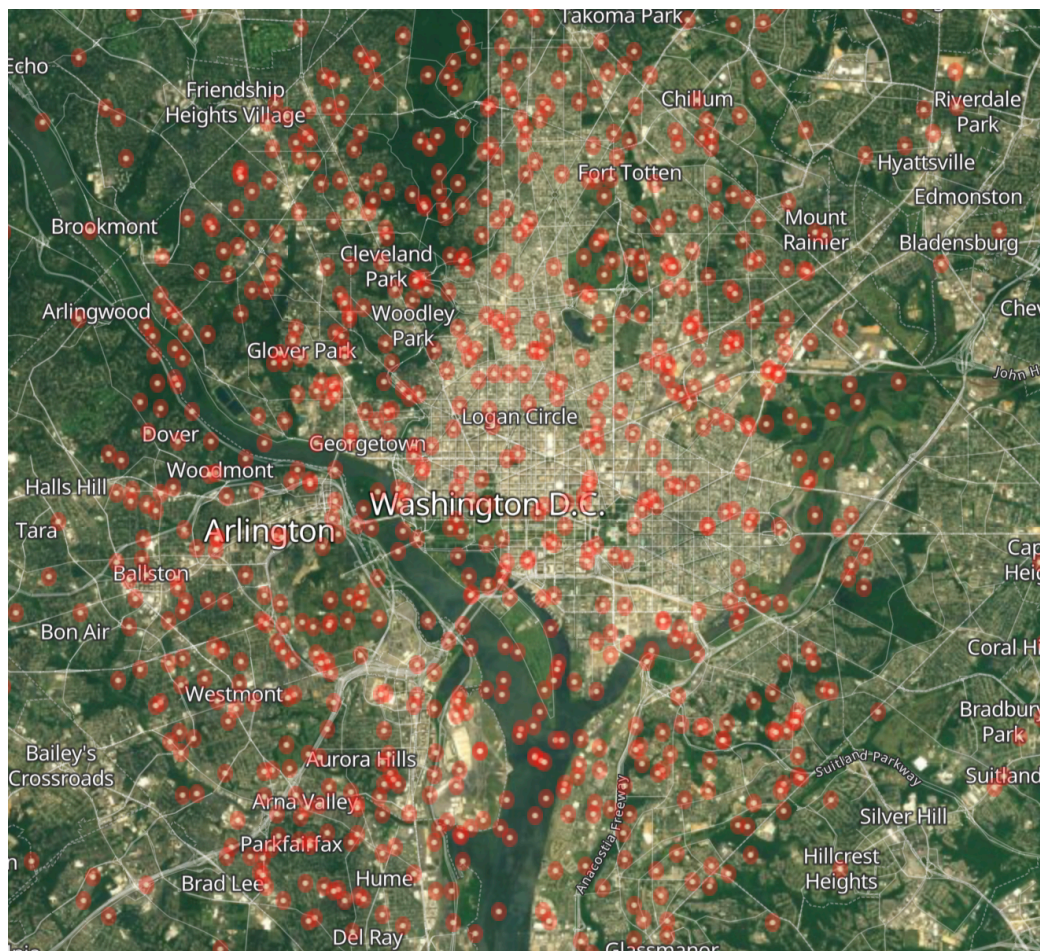 Takoma Park
Echo
Friendship
Heights Village
Chillum
Riverdale
Park
Fort Totten
Hyattsville
Edmonston
Brookmont
Mount
Rainier
Bladensburg
Cleveland
Park
Arlingwood
Woodley
Park
Chev
Glover Park
John H
Logan Circle
Dover
Georgetown
Woodmont
Halls Hill
Washington D.C.
Tara
Arlington
Cap
Heig
Ballston
Bon Air
Coral Hi
Westmont
Bradbury
Park
Bailey's
Crossroads
Aurora Hills
Suitland Parkway
Suitland
Arna Valley
Anacostia Freeway
Silver Hill
Parkfairfax
Hillcrest
Heights
Brad Lee
Hume
Del Ray
Glassmanor